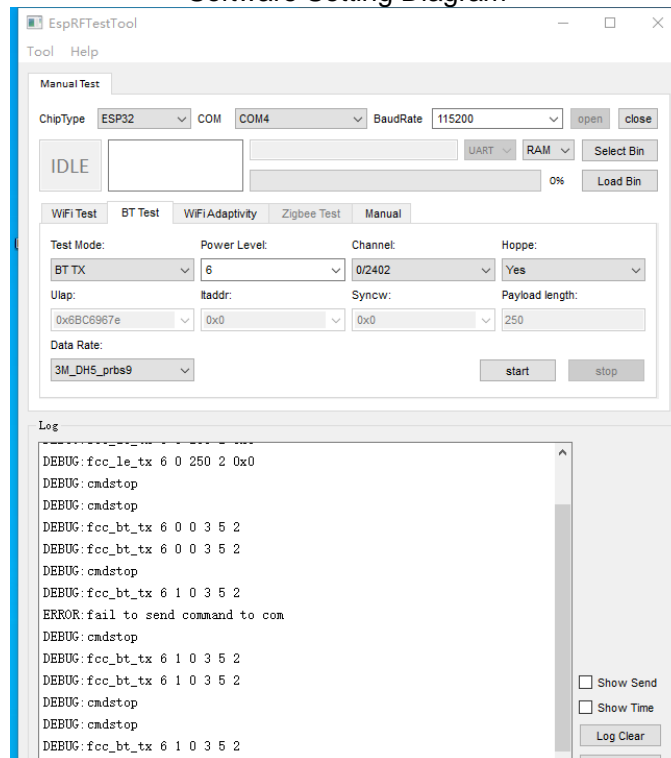 Software Setting Diagram
EspRFTestTool
Tool Help
Manual Test
ChipType ESP32 COM COM4 BaudRate 115200 open close
IDLE UART RAM Select Bin
0% Load Bin
WiFi Test BT Test WiFi Adaptivity Zigbee Test Manual
Test Mode: Power Level: Channel: Hoppe:
BT TX 6 0/2402 Yes
Ulap: Itaddr: Syncw: Payload length:
0x6BC6967e 0x0 0x0 250
Data Rate:
3M_DH5_prbs9 start stop
Log
DEBUG:fcc_le_tx 6 0 250 2 0x0
DEBUG:cmdstop
DEBUG:cmdstop
DEBUG:fcc_bt_tx 6 0 0 3 5 2
DEBUG:fcc_bt_tx 6 0 0 3 5 2
DEBUG:cmdstop
DEBUG:fcc_bt_tx 6 1 0 3 5 2
ERROR:fail to send command to com
DEBUG:cmdstop
DEBUG:fcc_bt_tx 6 1 0 3 5 2
DEBUG:fcc_bt_tx 6 1 0 3 5 2
Show Send
DEBUG:cmdstop
Show Time
DEBUG:cmdstop
Log Clear
DEBUG:fcc_bt_tx 6 1 0 3 5 2